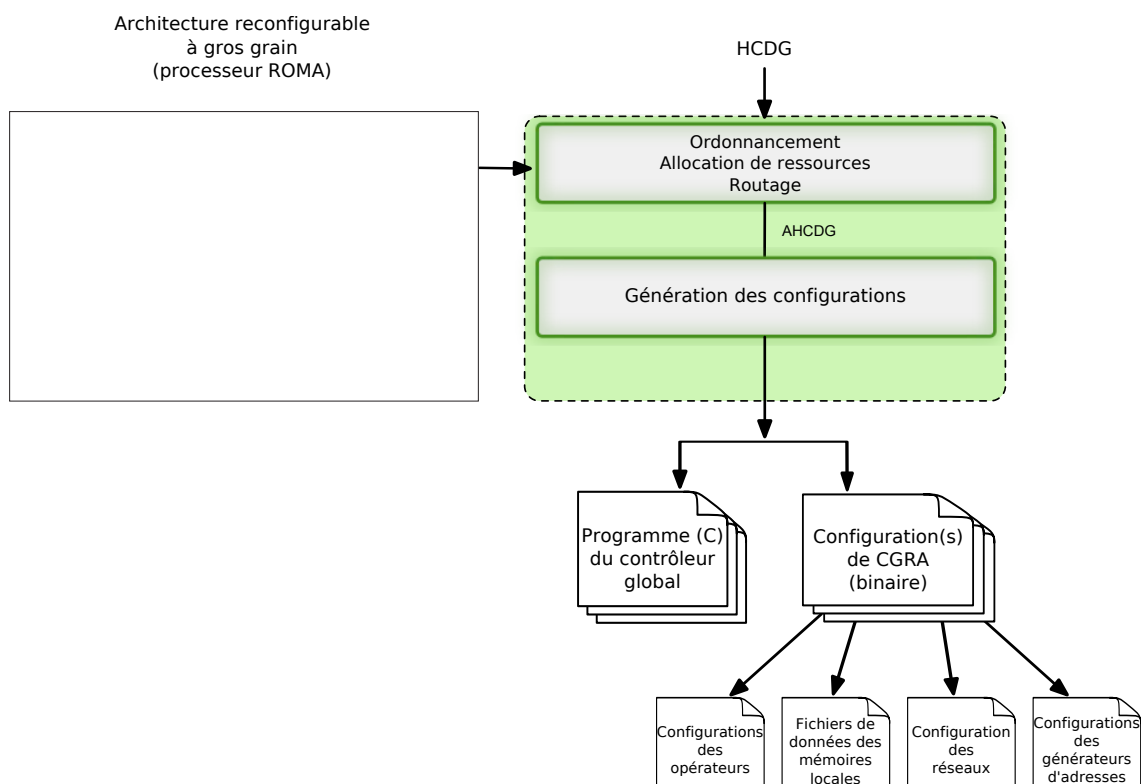 Architecture reconfigurable
à gros grain
(processeur ROMA)
HCDG
Ordonnancement
Allocation de ressources
Routage
AHCDG
Génération des configurations
Programme (C)
du contrôleur
global
Configuration(s)
de CGRA
(binaire)
Configurations
des
opérateurs
Fichiers de
données des
mémoires
locales
Configuration
des
réseaux
Configurations
des
générateurs
d'adresses